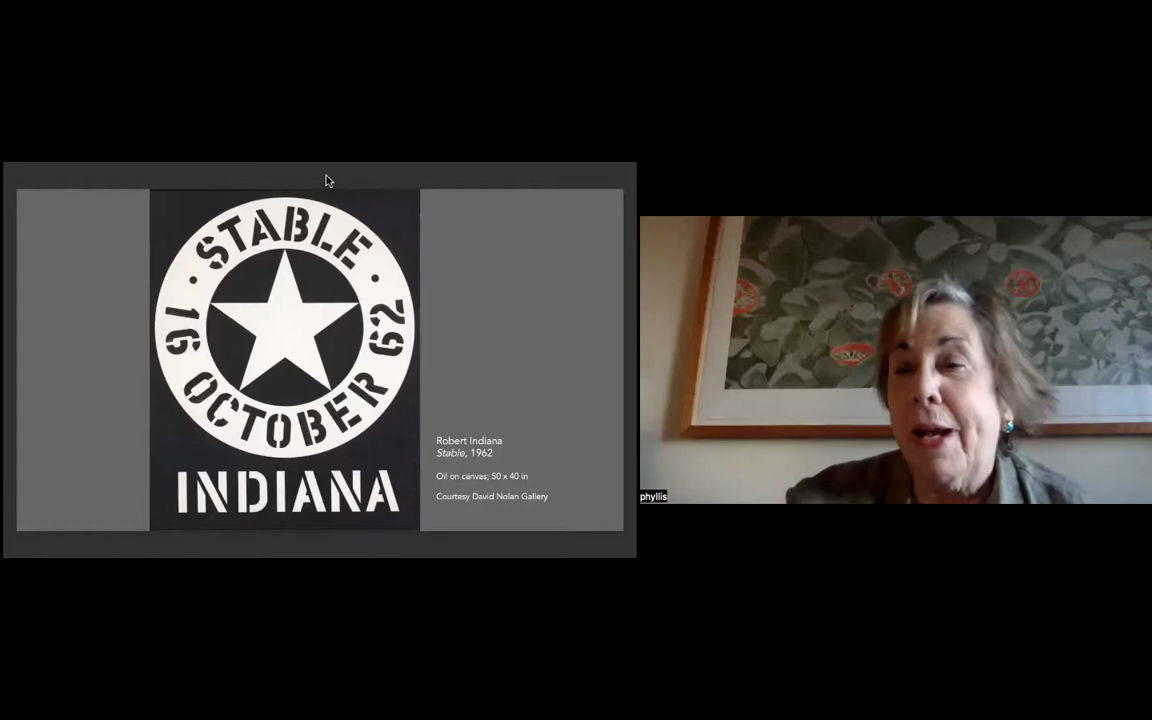 STABLE
16 OCTOBER 62
INDIANA
Robert Indiana
Stable, 1962
Oil on canvas; 50 x 40 in
Courtesy David Nolan Gallery
phyllis